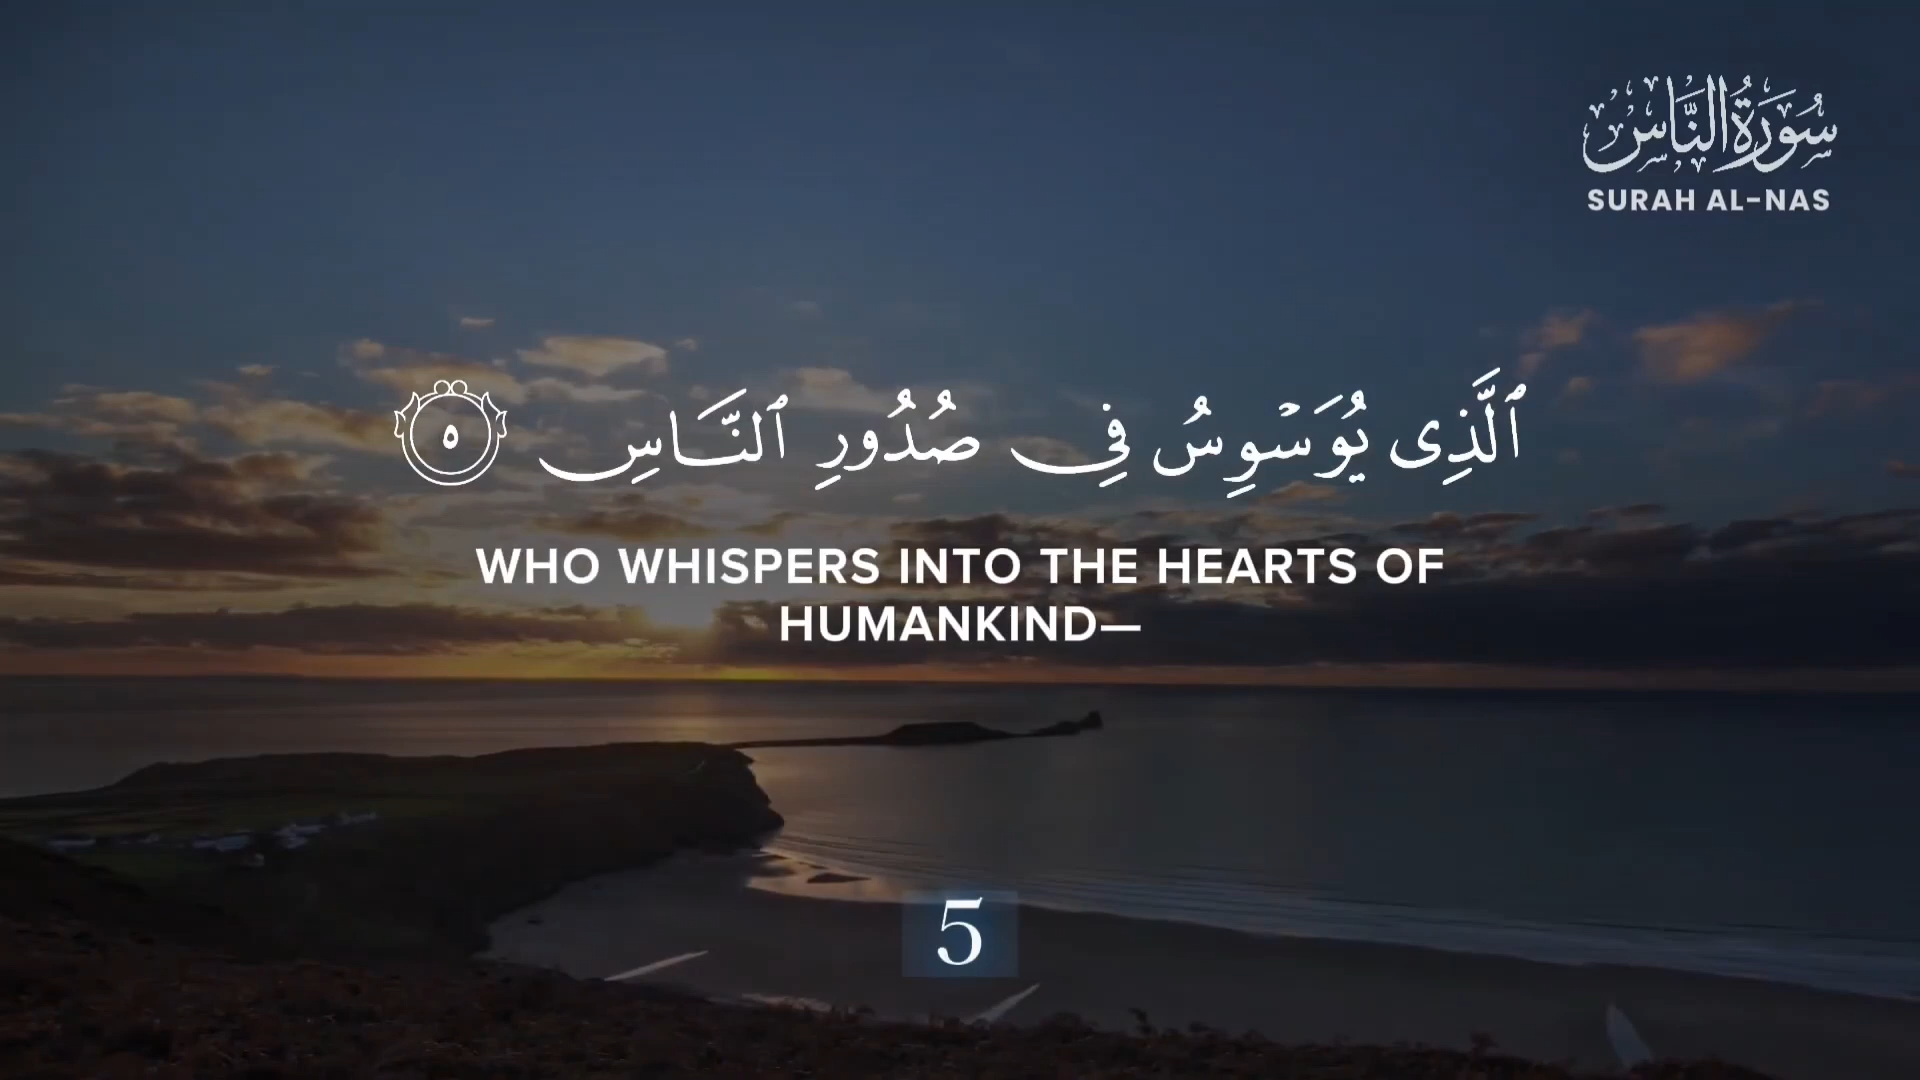 سُورَةُ النَّاسِ
SURAH AL-NAS
ٱلَّذِى يُوَسْوِسُ فِى صُدُورِ ٱلنَّاسِ ٥
WHO WHISPERS INTO THE HEARTS OF
HUMANKIND—
5